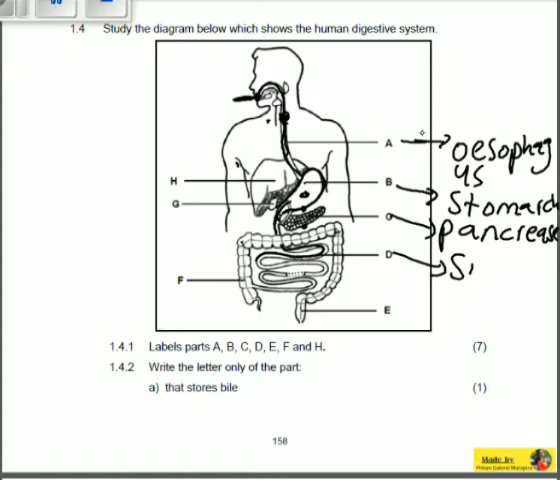 1.4 Study the diagram below which shows the human digestive system.
A
oesophag
us
H
B
Stomard
G
C
pancrease
D
S
F
E
1.4.1 Labels parts A, B, C, D, E, F and H. (7)
1.4.2 Write the letter only of the part:
a) that stores bile (1)
158
Made by